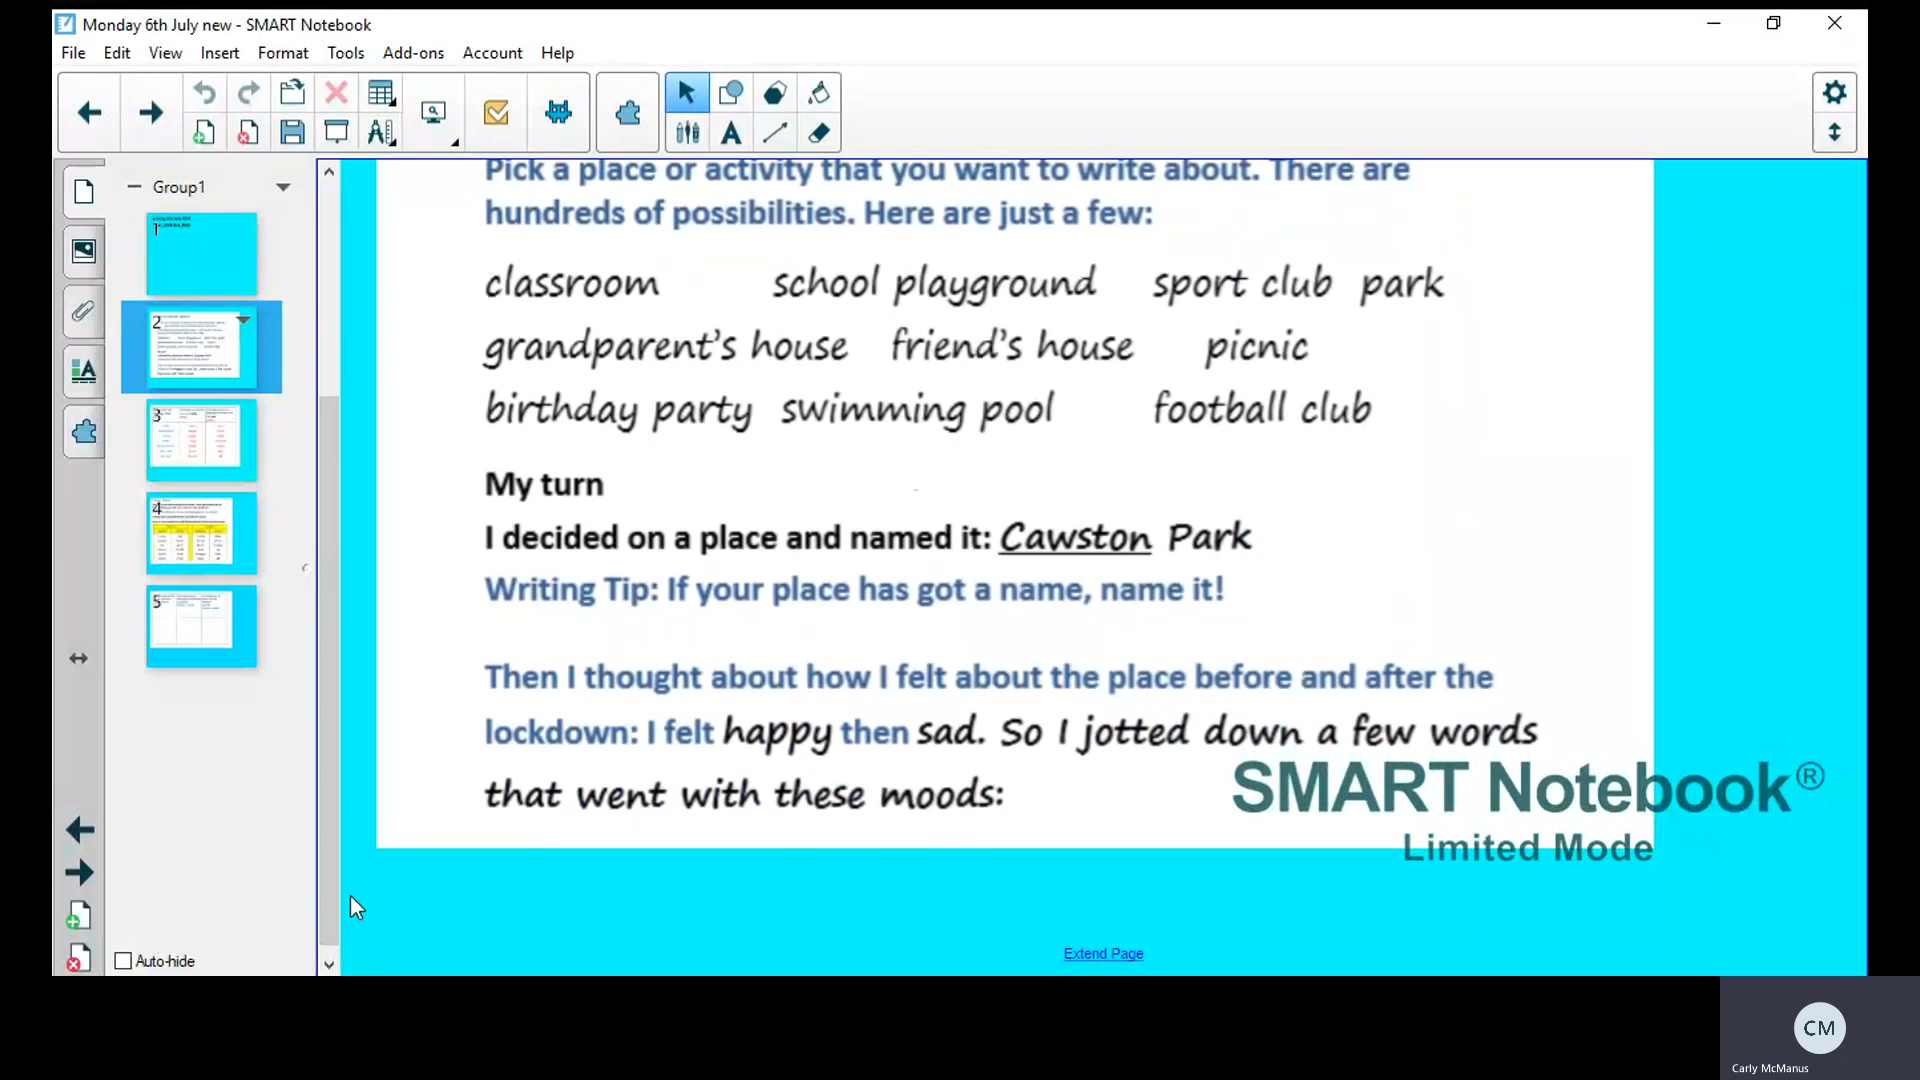 Monday 6th July new - SMART Notebook
File Edit View Insert Format Tools Add-ons Account Help
Group1
1
2
3
4
5
Auto-hide
Pick a place or activity that you want to write about. There are
hundreds of possibilities. Here are just a few:
classroom school playground sport club park
grandparent's house friend's house picnic
birthday party swimming pool football club
My turn
I decided on a place and named it: Cawston Park
Writing Tip: If your place has got a name, name it!
Then I thought about how I felt about the place before and after the
lockdown: I felt happy then sad. So I jotted down a few words
that went with these moods:
SMART Notebook®
Limited Mode
Extend Page
CM
Carly McManus